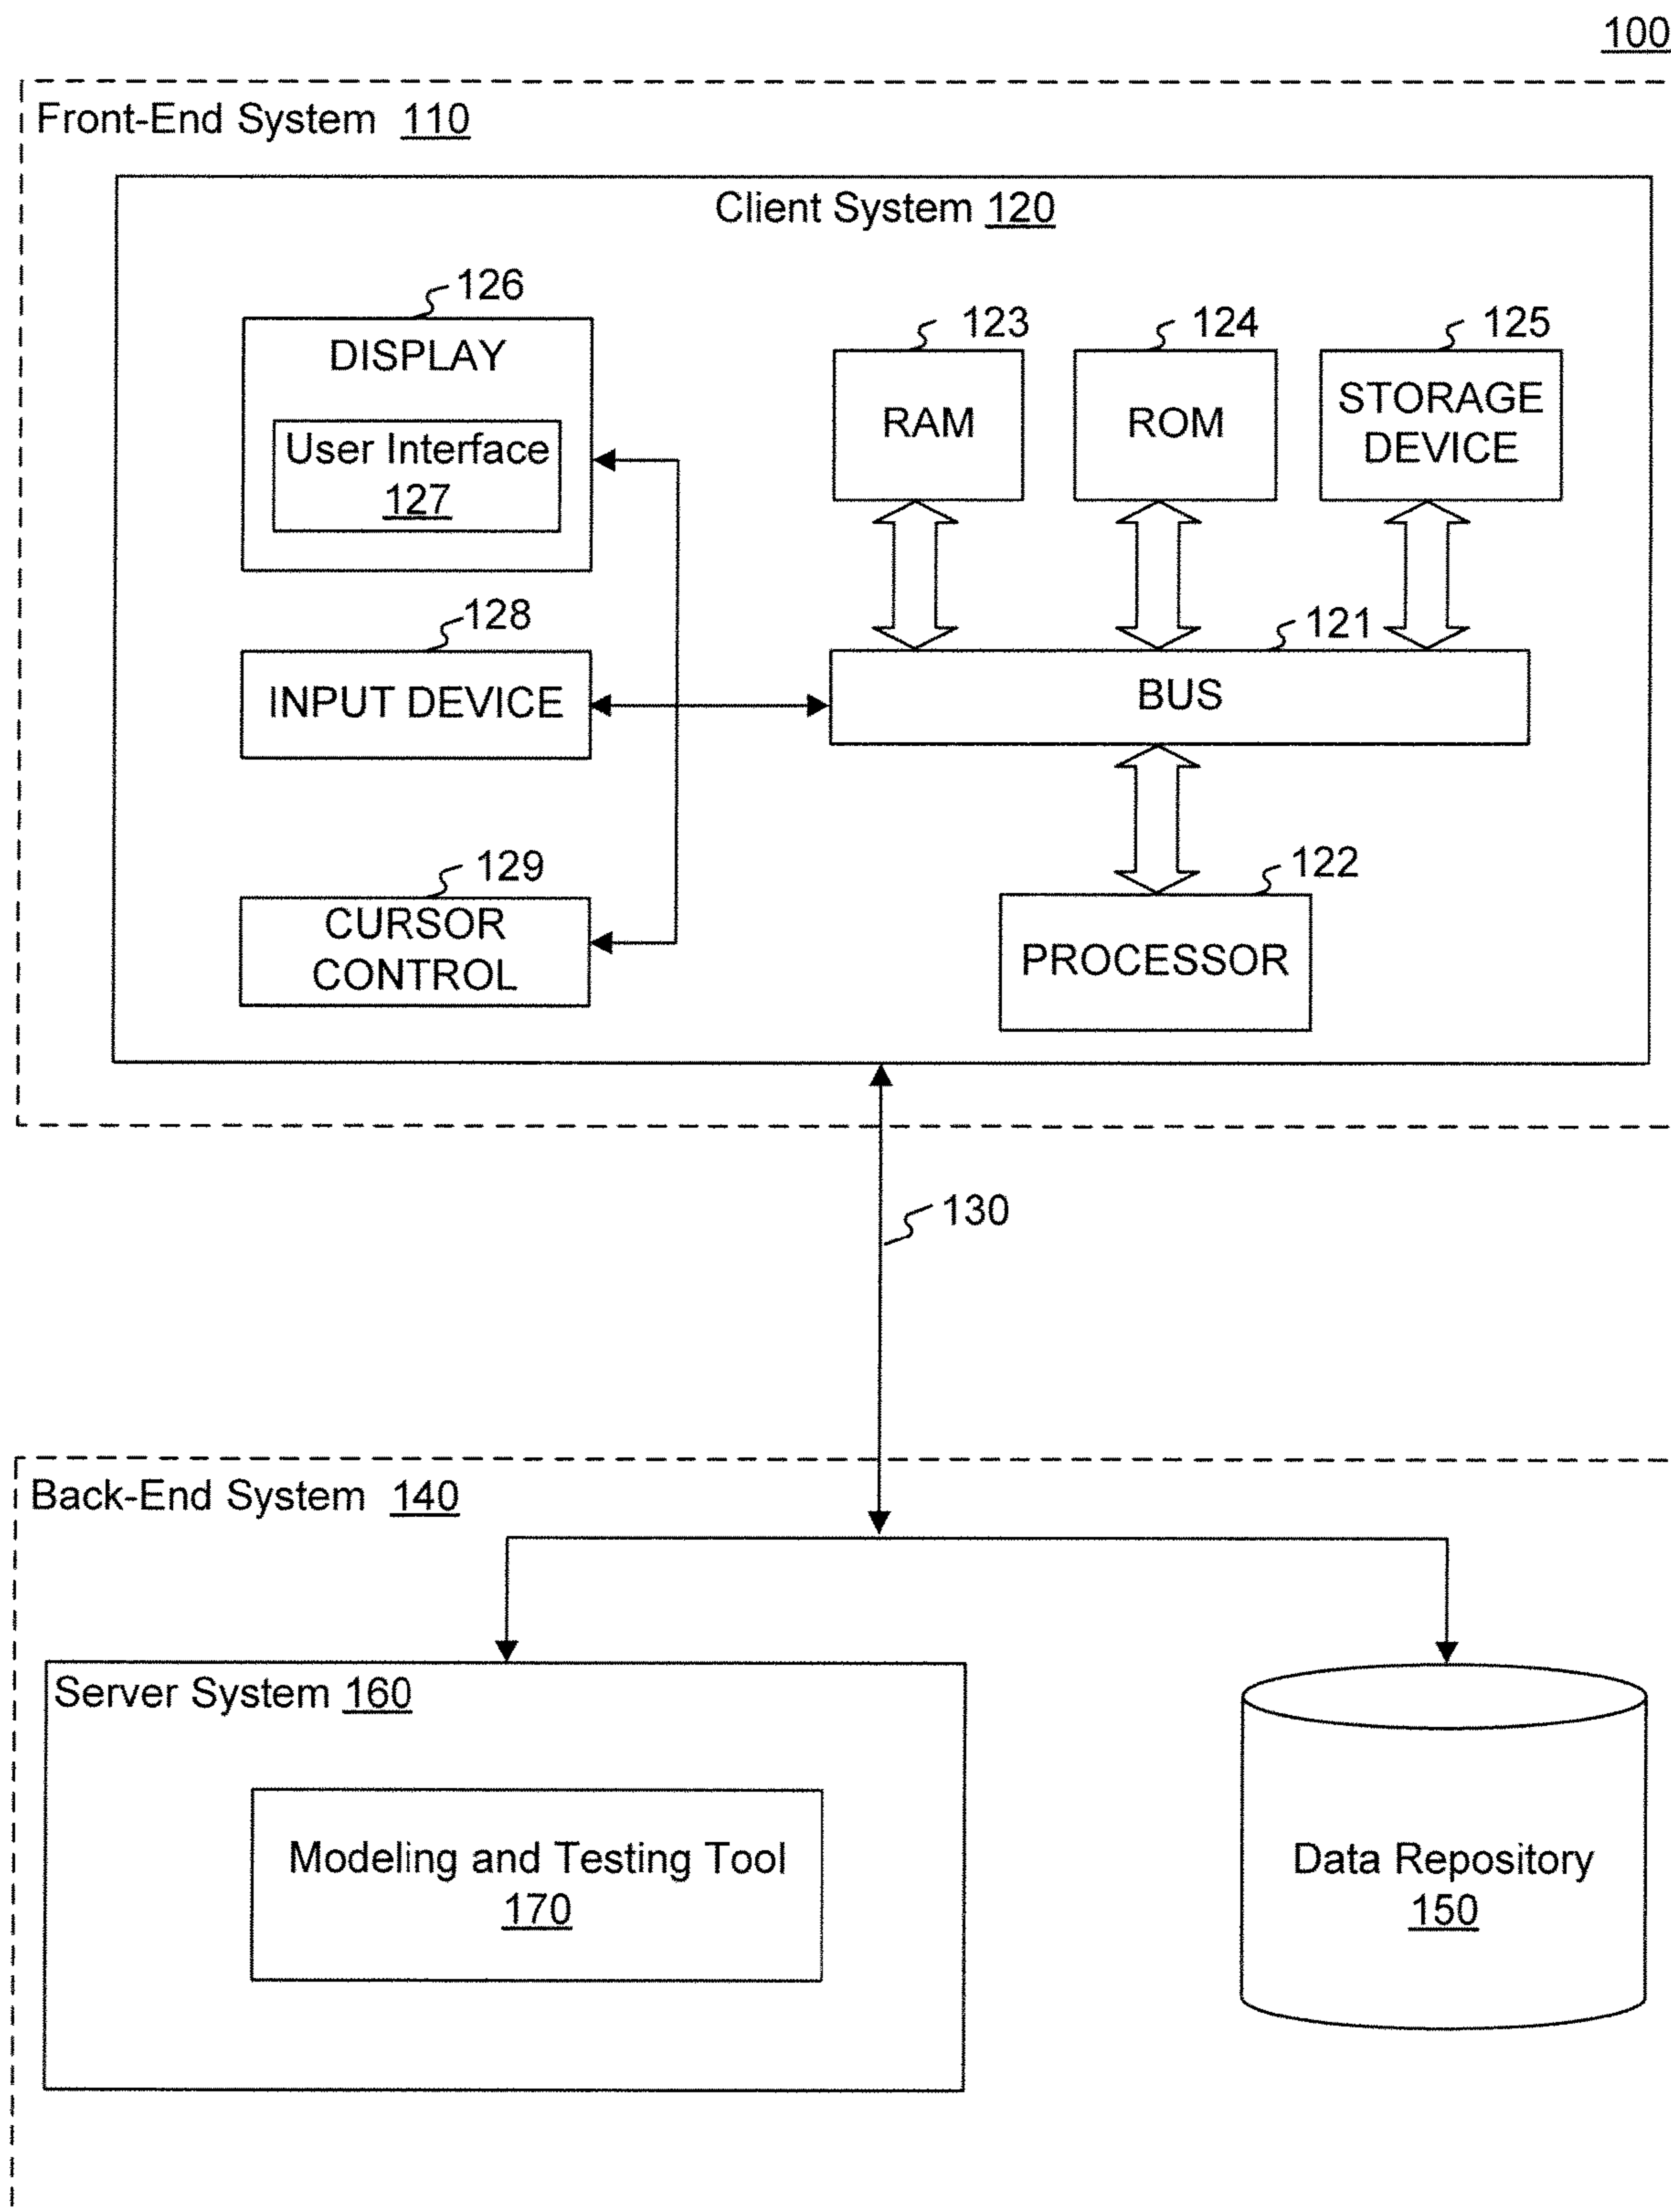 100
Front-End System 110
Client System 120
126
DISPLAY
User Interface
127
123
RAM
124
ROM
125
STORAGE
DEVICE
128
INPUT DEVICE
121
BUS
129
CURSOR
CONTROL
122
PROCESSOR
130
Back-End System 140
Server System 160
Modeling and Testing Tool
170
Data Repository
150